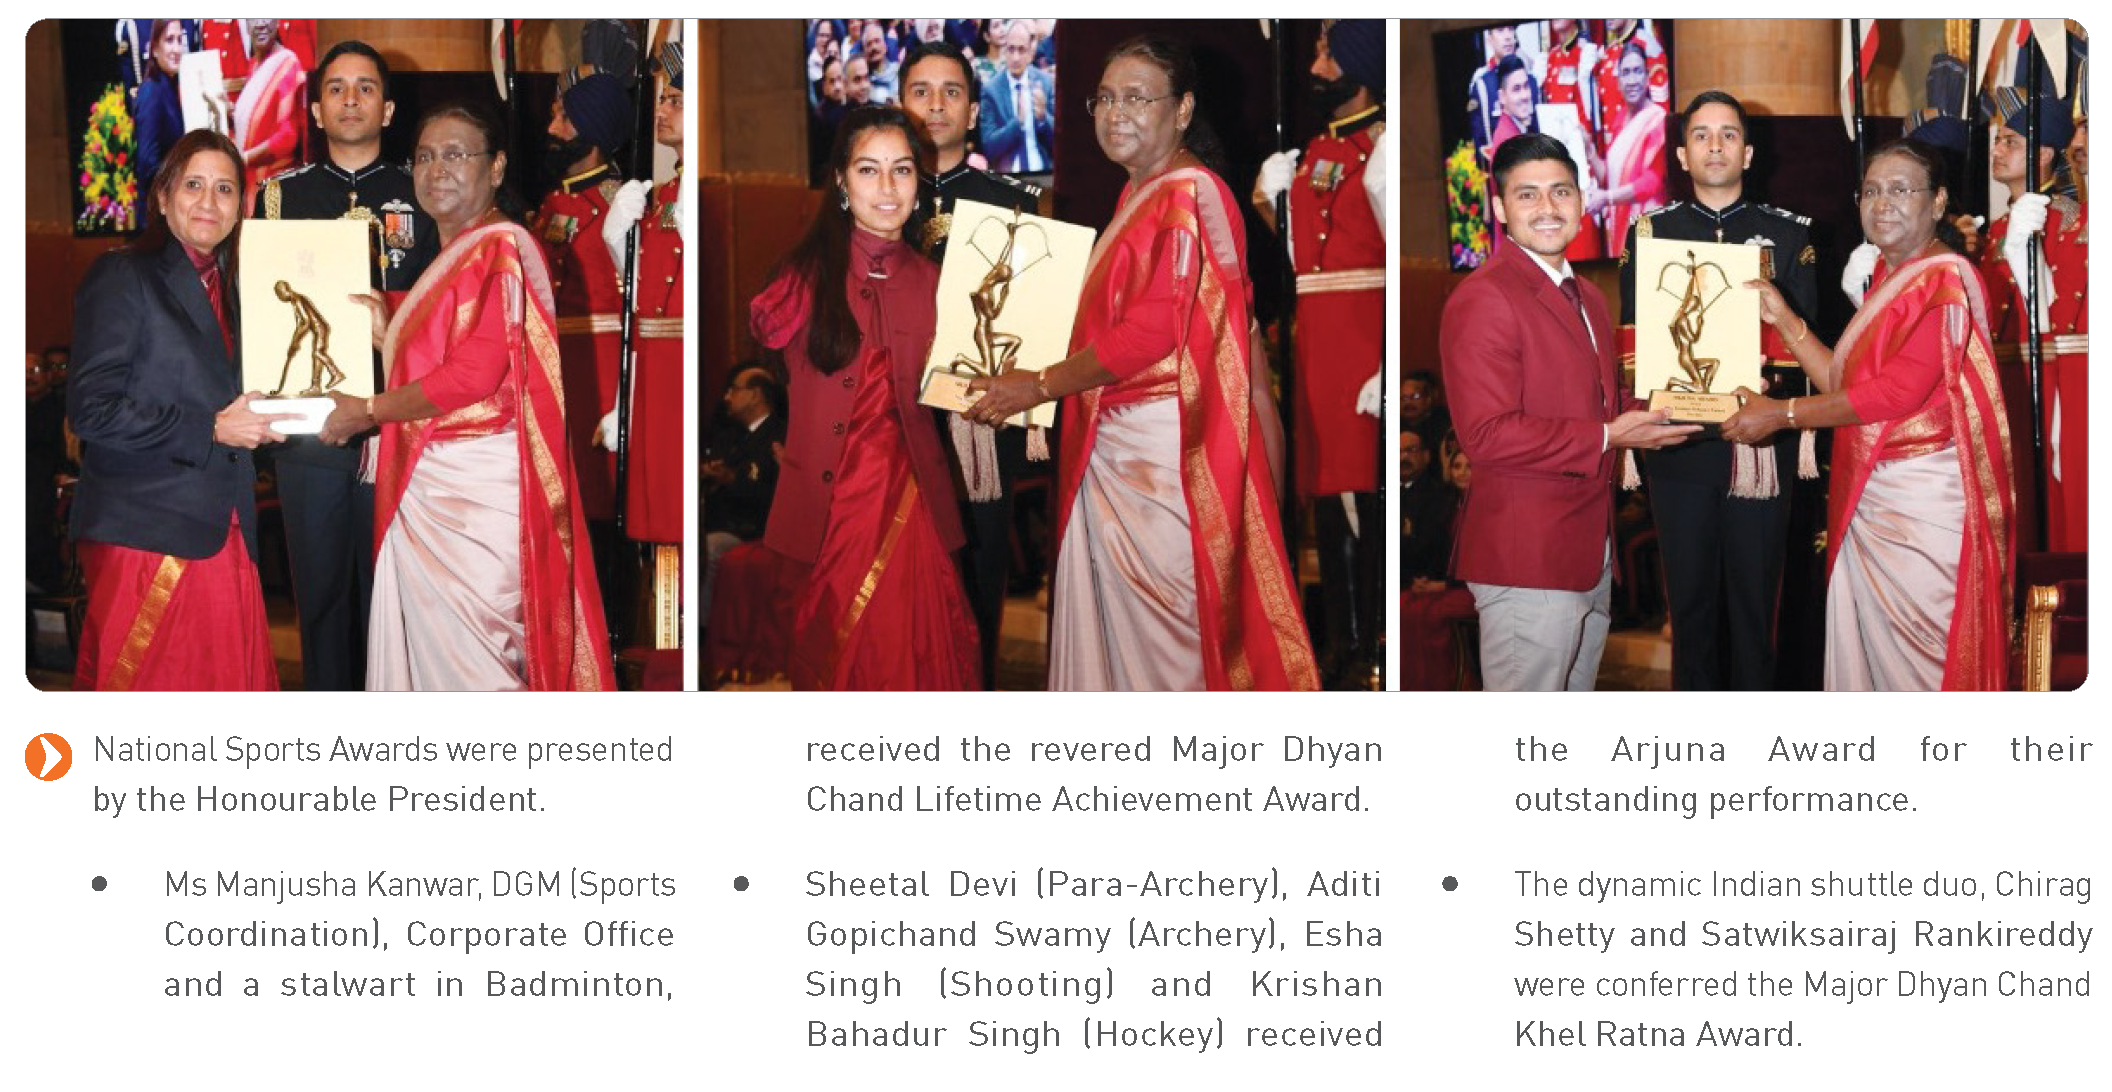 National Sports Awards were presented
by the Honourable President.
• Ms Manjusha Kanwar, DGM (Sports
Coordination), Corporate Office
and a stalwart in Badminton,
received the revered Major Dhyan
Chand Lifetime Achievement Award.
• Sheetal Devi (Para-Archery), Aditi
Gopichand Swamy (Archery), Esha
Singh (Shooting) and Krishan
Bahadur Singh (Hockey) received
the Arjuna Award for their
outstanding performance.
• The dynamic Indian shuttle duo, Chirag
Shetty and Satwiksairaj Rankireddy
were conferred the Major Dhyan Chand
Khel Ratna Award.